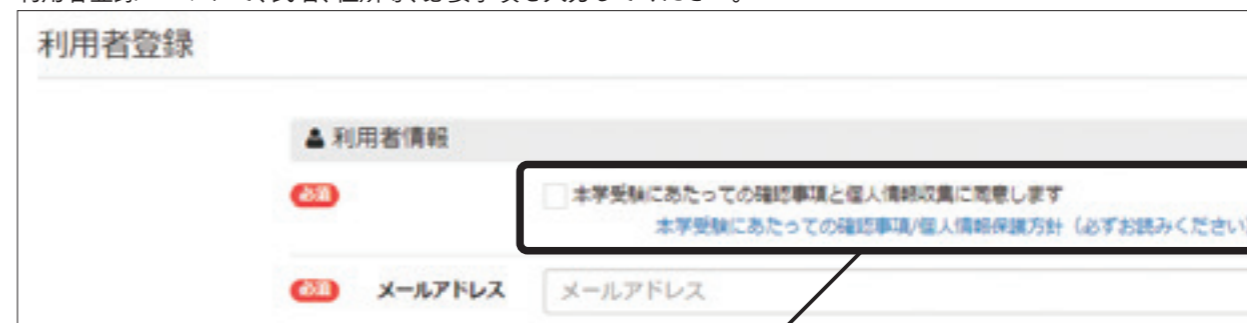 利用者登録
利用者情報
必須
本学受験にあたっての確認事項と個人情報収集に同意します
本学受験にあたっての確認事項/個人情報保護方針（必ずお読みください
必須 メールアドレス メールアドレス